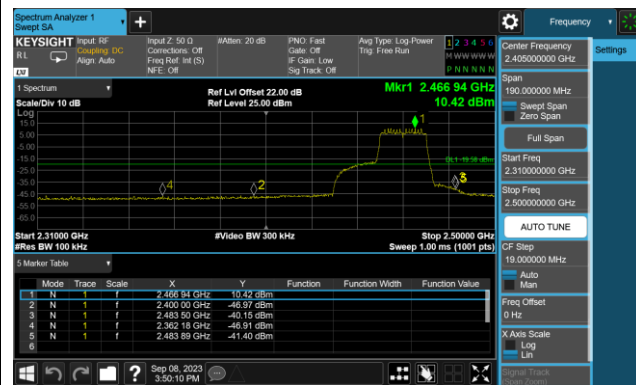 Spectrum Analyzer 1
Swept SA
Frequency
KEYSIGHT
RL
LXI
Input: RF
Coupling: DC
Align: Auto
Input Z: 50 Ω
Corrections: Off
Freq Ref: Int (S)
NFE: Off
#Atten: 20 dB
PNO: Fast
Gate: Off
IF Gain: Low
Sig Track: Off
Avg Type: Log-Power
Trig: Free Run
1 2 3 4 5 6
M W W W W W
P N N N N N
1 Spectrum
Scale/Div 10 dB
Ref Lvl Offset 22.00 dB
Ref Level 25.00 dBm
Mkr1 2.466 94 GHz
10.42 dBm
Log
15.0
5.00
-5.00
-15.0
-25.0
-35.0
-45.0
-55.0
-65.0
1
DL1 -19.58 dBm
4
2
Start 2.31000 GHz
#Res BW 100 kHz
#Video BW 300 kHz
Stop 2.50000 GHz
Sweep 1.00 ms (1001 pts)
5 Marker Table
Mode Trace Scale X Y Function Function Width Function Value
1 N 1 f 2.466 94 GHz 10.42 dBm
2 N 1 f 2.400 00 GHz -46.97 dBm
3 N 1 f 2.483 50 GHz -40.15 dBm
4 N 1 f 2.362 18 GHz -46.91 dBm
5 N 1 f 2.483 89 GHz -41.40 dBm
6
Sep 08, 2023
3:50:10 PM
Center Frequency
2.405000000 GHz
Settings
Span
190.000000 MHz
Swept Span
Zero Span
Full Span
Start Freq
2.310000000 GHz
Stop Freq
2.500000000 GHz
AUTO TUNE
CF Step
19.000000 MHz
Auto
Man
Freq Offset
0 Hz
X Axis Scale
Log
Lin
Signal Track
(Span Zoom)